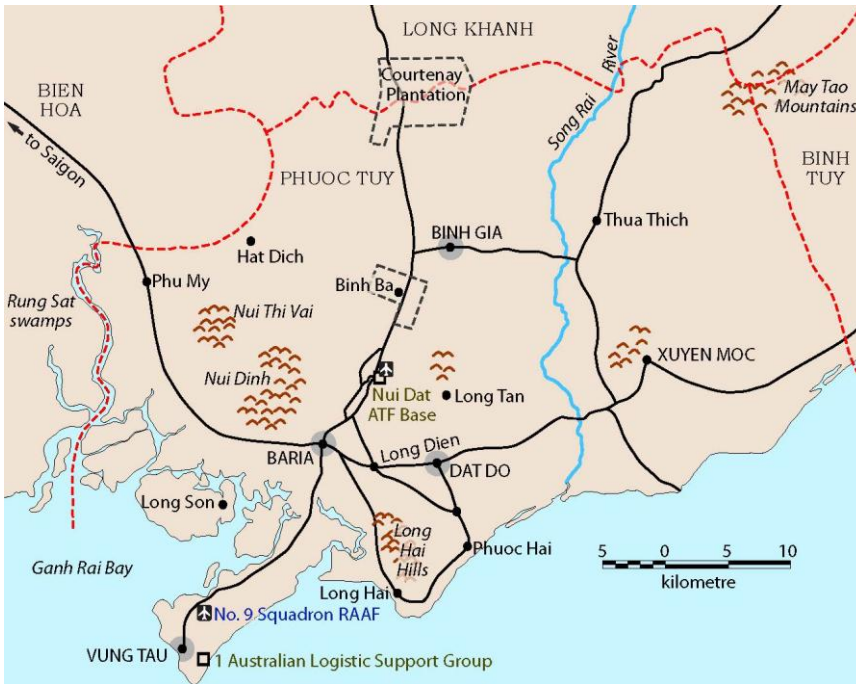 LONG KHANH
Courtenay
Plantation
BIEN
HOA
to Saigon
River
Song Rai
May Tao
Mountains
BINH
TUY
PHUOC TUY
Thua Thich
BINH GIA
Hat Dich
Phu My
Binh Ba
Rung Sat
swamps
Nui Thi Vai
Nui Dinh
XUYEN MOC
Nui Dat
ATF Base
Long Tan
BARIA
Long Dien
DAT DO
Long Son
Long
Hai
Hills
Phuoc Hai
Ganh Rai Bay
5 0 5 10
kilometre
Long Hai
No. 9 Squadron RAAF
VUNG TAU
1 Australian Logistic Support Group